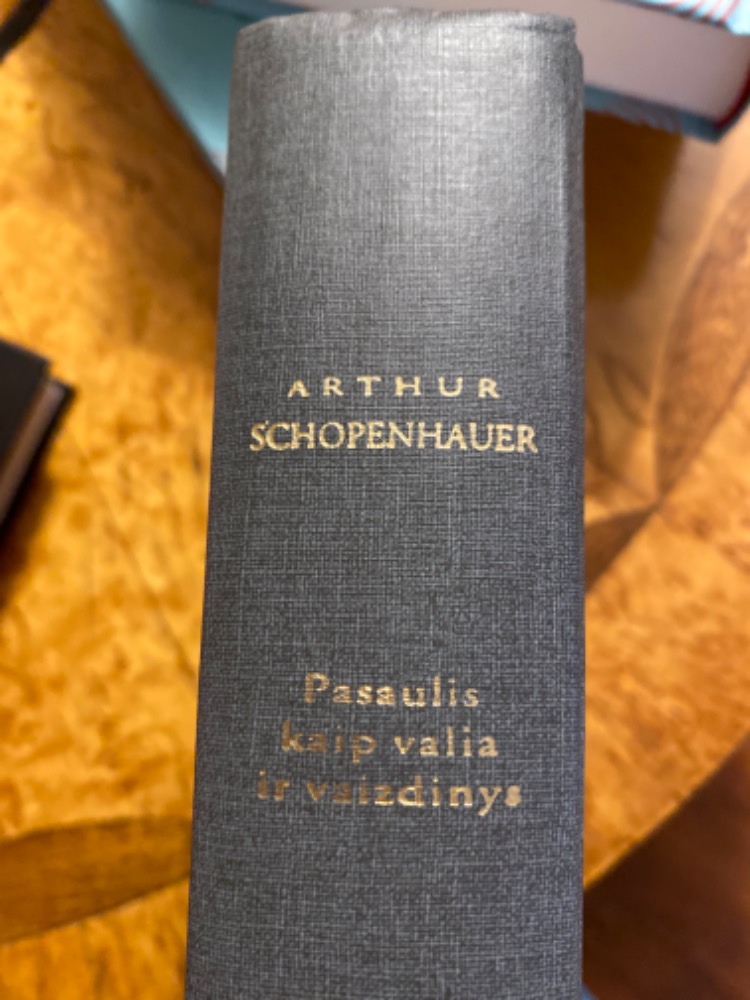 ARTHUR
SCHOPENHAUER
Pasaulis
kaip valia
ir vaizdinys